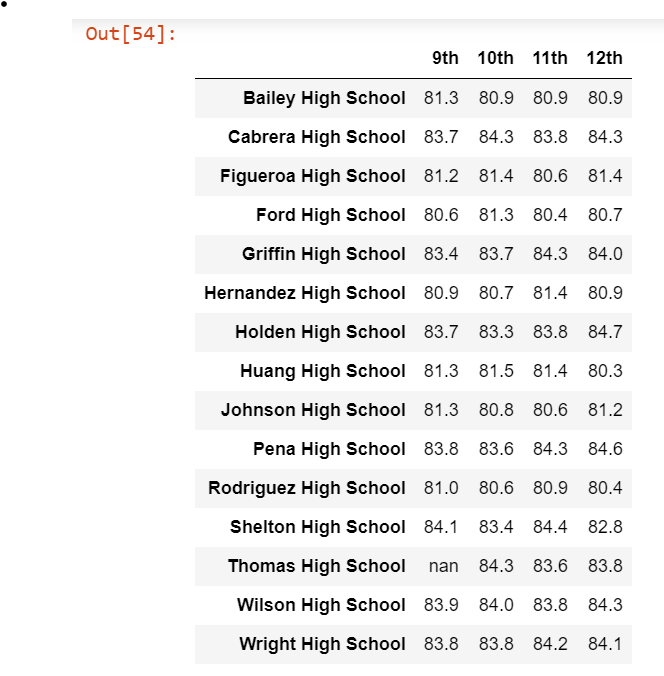 Out[54]:
9th 10th 11th 12th
Bailey High School 81.3 80.9 80.9 80.9
Cabrera High School 83.7 84.3 83.8 84.3
Figueroa High School 81.2 81.4 80.6 81.4
Ford High School 80.6 81.3 80.4 80.7
Griffin High School 83.4 83.7 84.3 84.0
Hernandez High School 80.9 80.7 81.4 80.9
Holden High School 83.7 83.3 83.8 84.7
Huang High School 81.3 81.5 81.4 80.3
Johnson High School 81.3 80.8 80.6 81.2
Pena High School 83.8 83.6 84.3 84.6
Rodriguez High School 81.0 80.6 80.9 80.4
Shelton High School 84.1 83.4 84.4 82.8
Thomas High School nan 84.3 83.6 83.8
Wilson High School 83.9 84.0 83.8 84.3
Wright High School 83.8 83.8 84.2 84.1